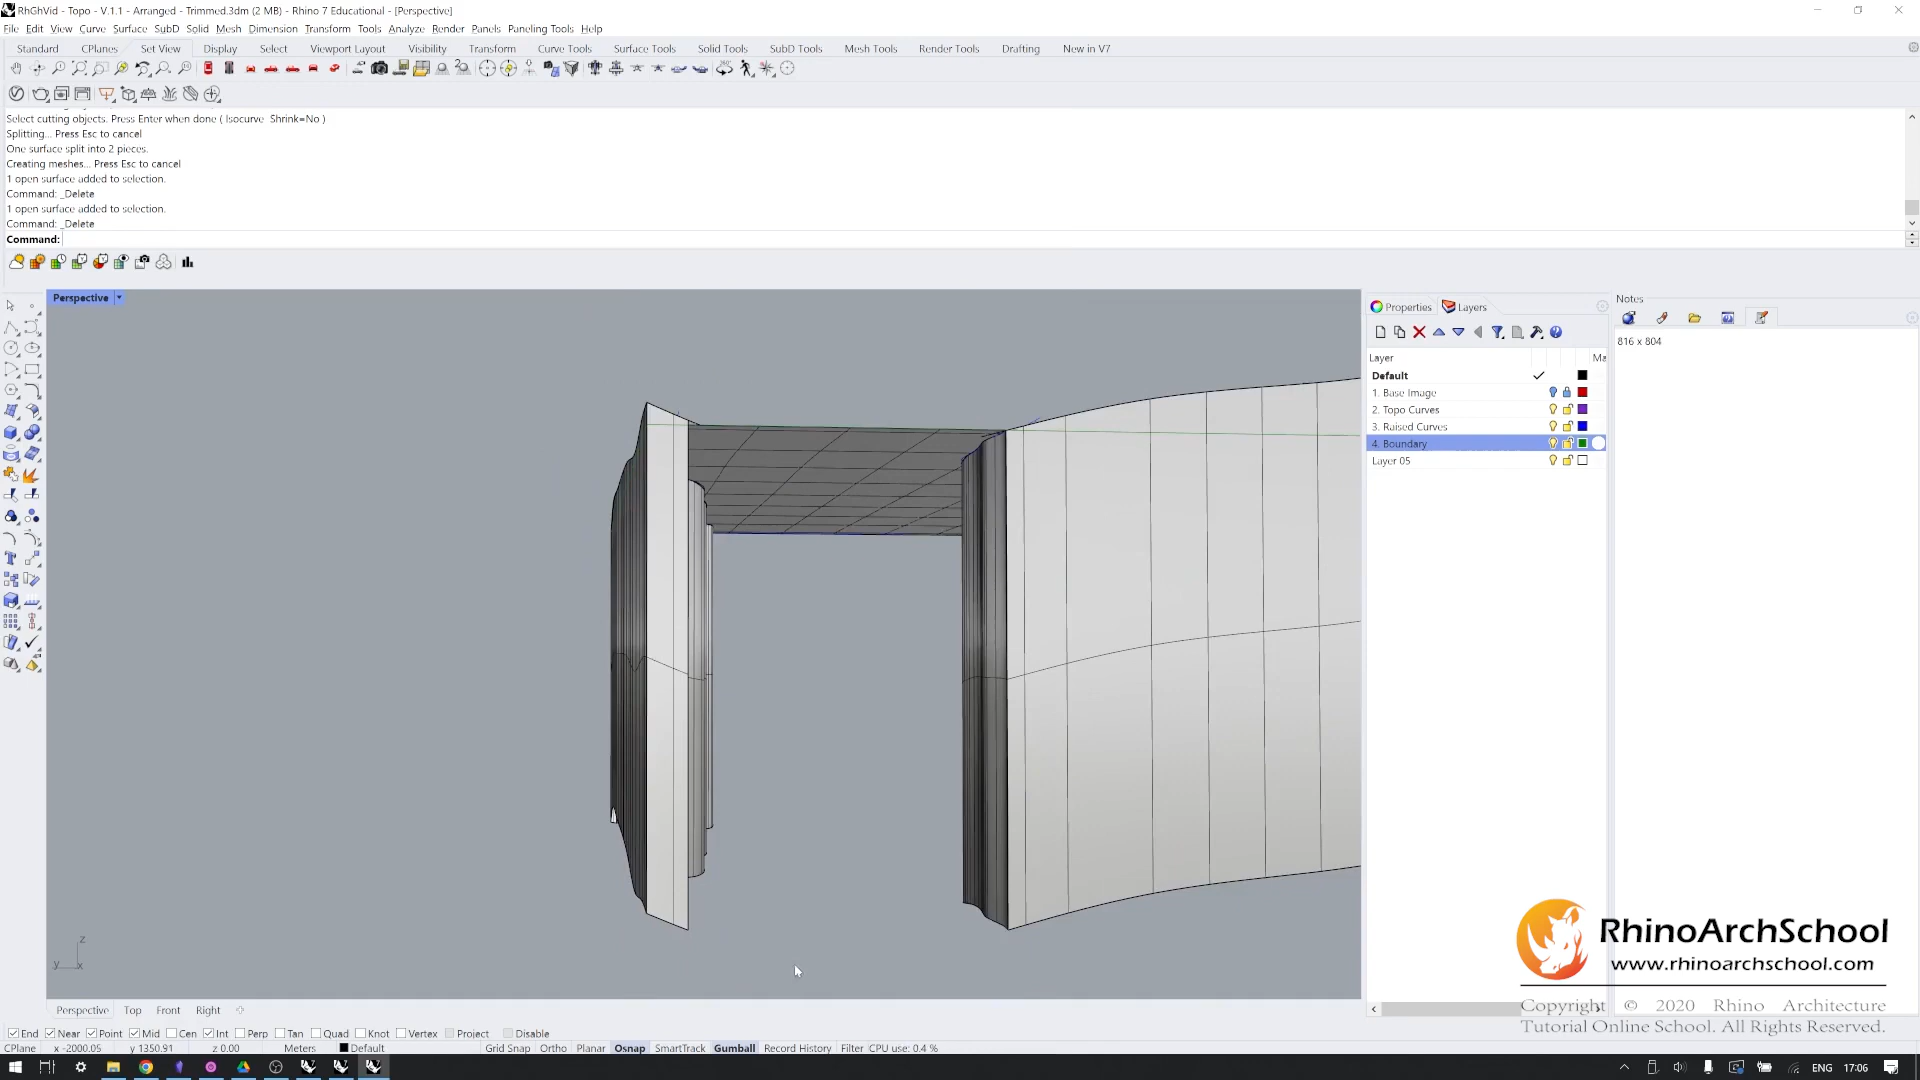 RhGhVid - Topo - V.1.1 - Arranged - Trimmed.3dm (2 MB) - Rhino 7 Educational - [Perspective]
File Edit View Curve Surface SubD Solid Mesh Dimension Transform Tools Analyze Render Panels Paneling Tools Help
Standard CPlanes Set View Display Select Viewport Layout Visibility Transform Curve Tools Surface Tools Solid Tools SubD Tools Mesh Tools Render Tools Drafting New in V7
Select cutting objects. Press Enter when done ( Isocurve Shrink=No )
Splitting... Press Esc to cancel
One surface split into 2 pieces.
Creating meshes... Press Esc to cancel
1 open surface added to selection.
Command: _Delete
1 open surface added to selection.
Command: _Delete
Command:
Perspective
Properties Layers
Notes
816 x 804
Layer Ma
Default
1. Base Image
2. Topo Curves
3. Raised Curves
4. Boundary
Layer 05
z
y x
RhinoArchSchool
www.rhinoarchschool.com
Copyright © 2020 Rhino Architecture
Tutorial Online School. All Rights Reserved.
Perspective Top Front Right
End Near Point Mid Cen Int Perp Tan Quad Knot Vertex Project Disable
CPlane x -2000.05 y 1350.91 z 0.00 Meters Default Grid Snap Ortho Planar Osnap SmartTrack Gumball Record History Filter CPU use: 0.4 %
ENG 17:06